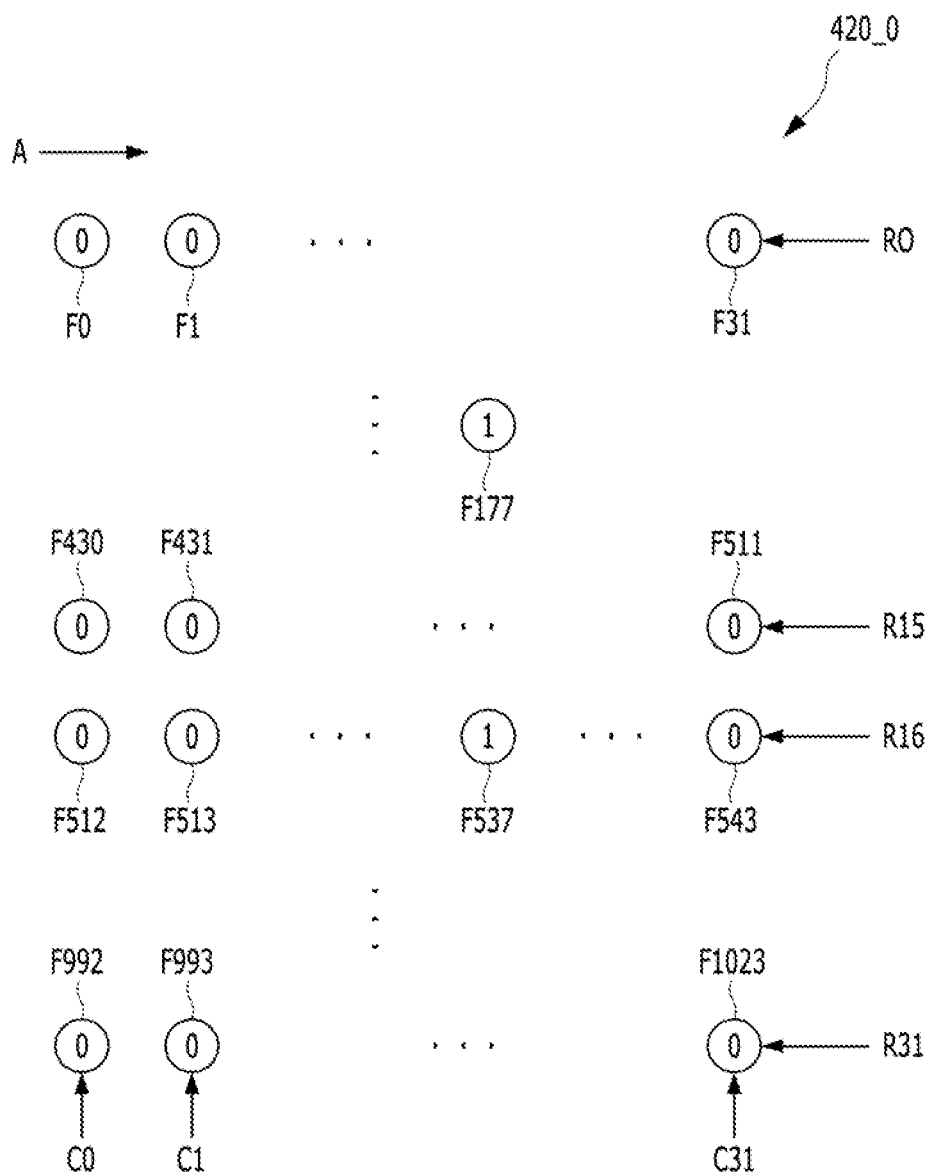 420_0
A
0 0 . . . 0 RO
F0 F1 F31
1
F177
F430 F431 F511
0 0 . . . 0 R15
0 0 . . . 1 . . . 0 R16
F512 F513 F537 F543
F992 F993 F1023
0 0 . . . 0 R31
C0 C1 C31